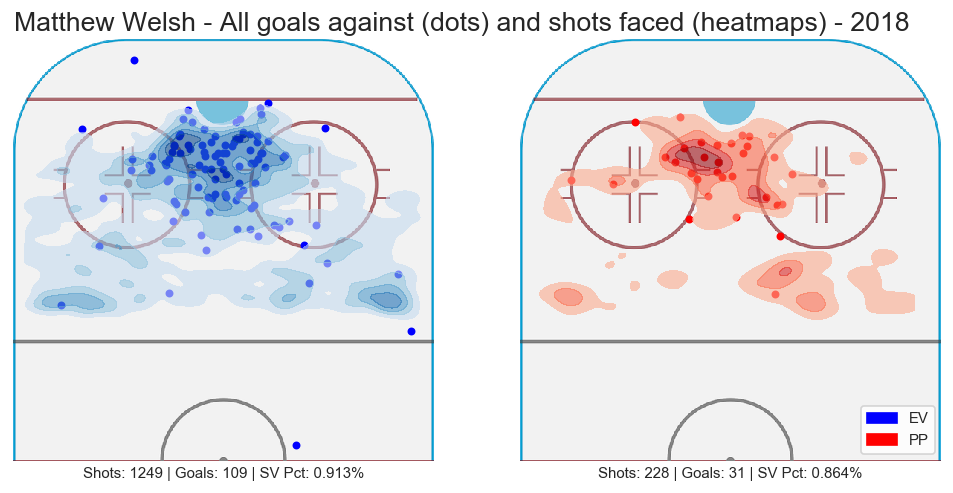 Matthew Welsh - All goals against (dots) and shots faced (heatmaps) - 2018
EV
PP
Shots: 1249 | Goals: 109 | SV Pct: 0.913%
Shots: 228 | Goals: 31 | SV Pct: 0.864%